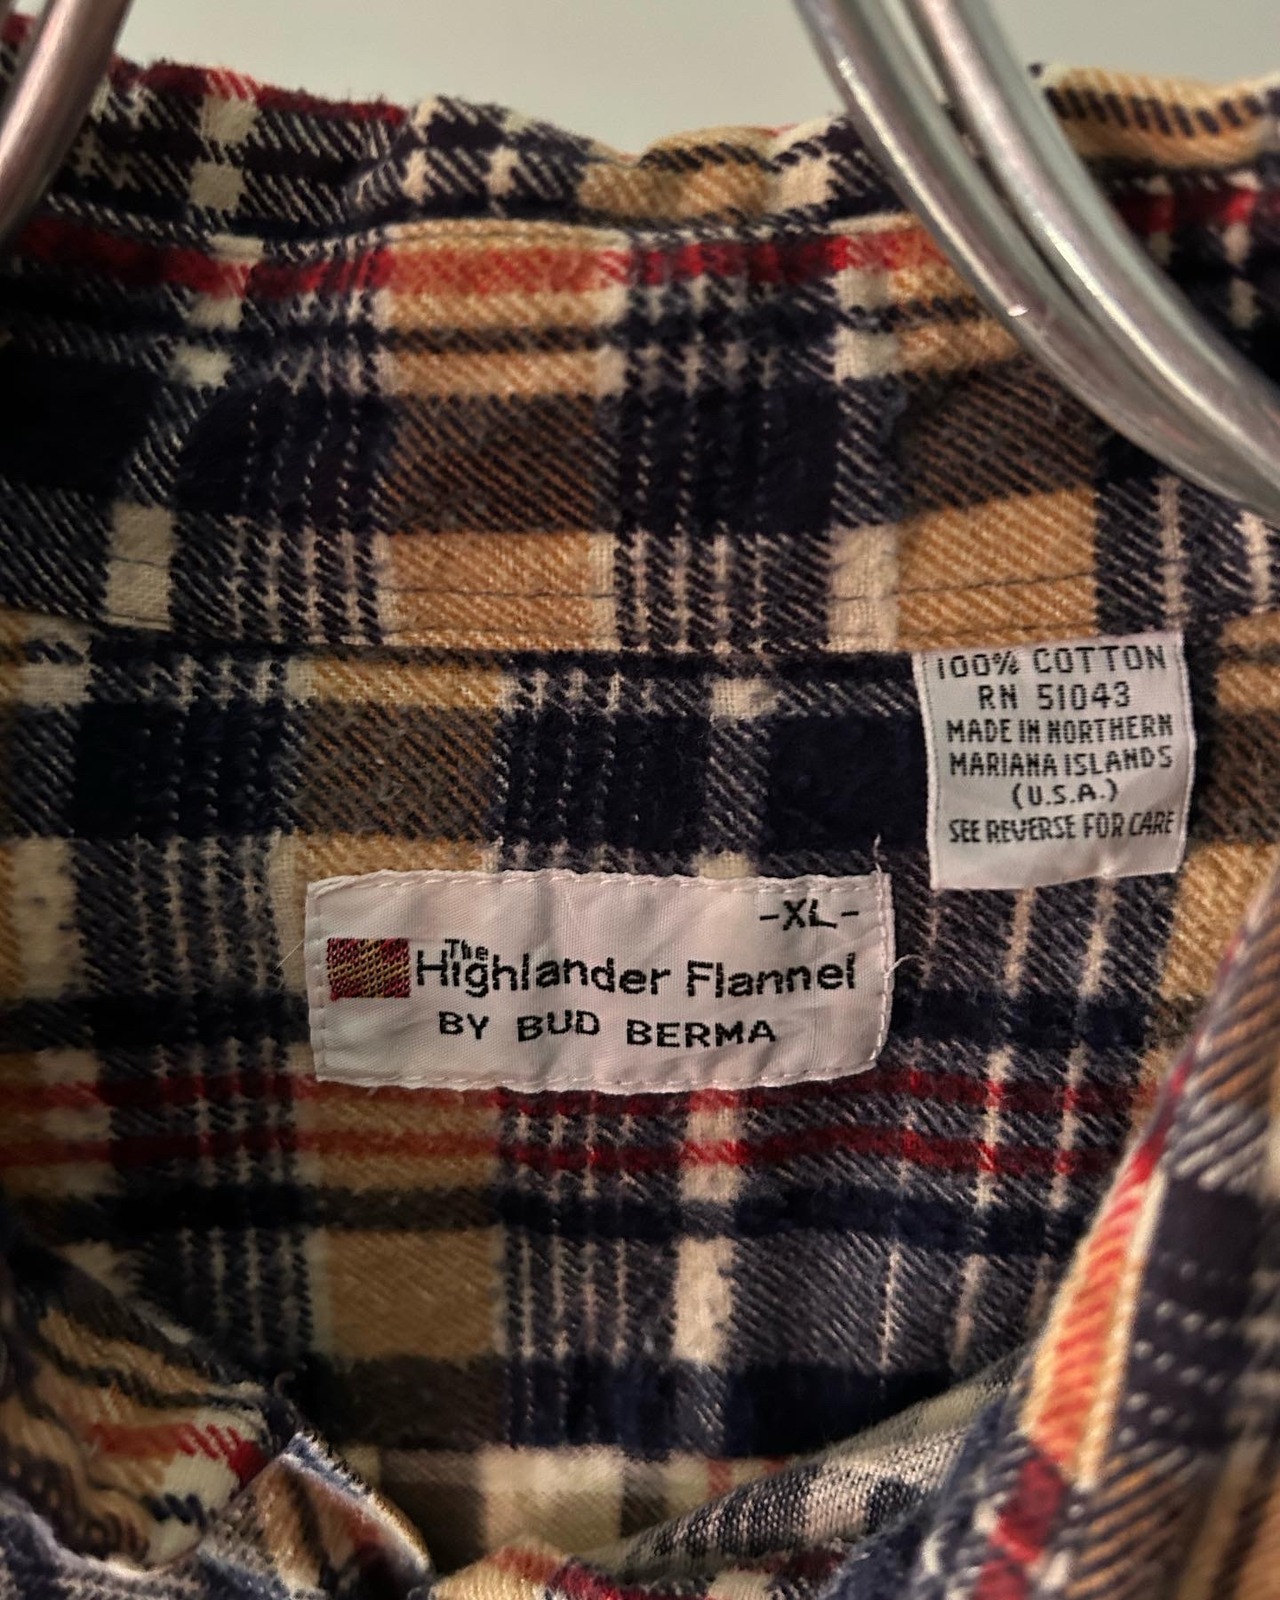 100% COTTON
RN 51043
MADE IN NORTHERN
MARIANA ISLANDS
(U.S.A.)
SEE REVERSE FOR CARE
-XL-
The
Highlander Flannel
BY BUD BERMA